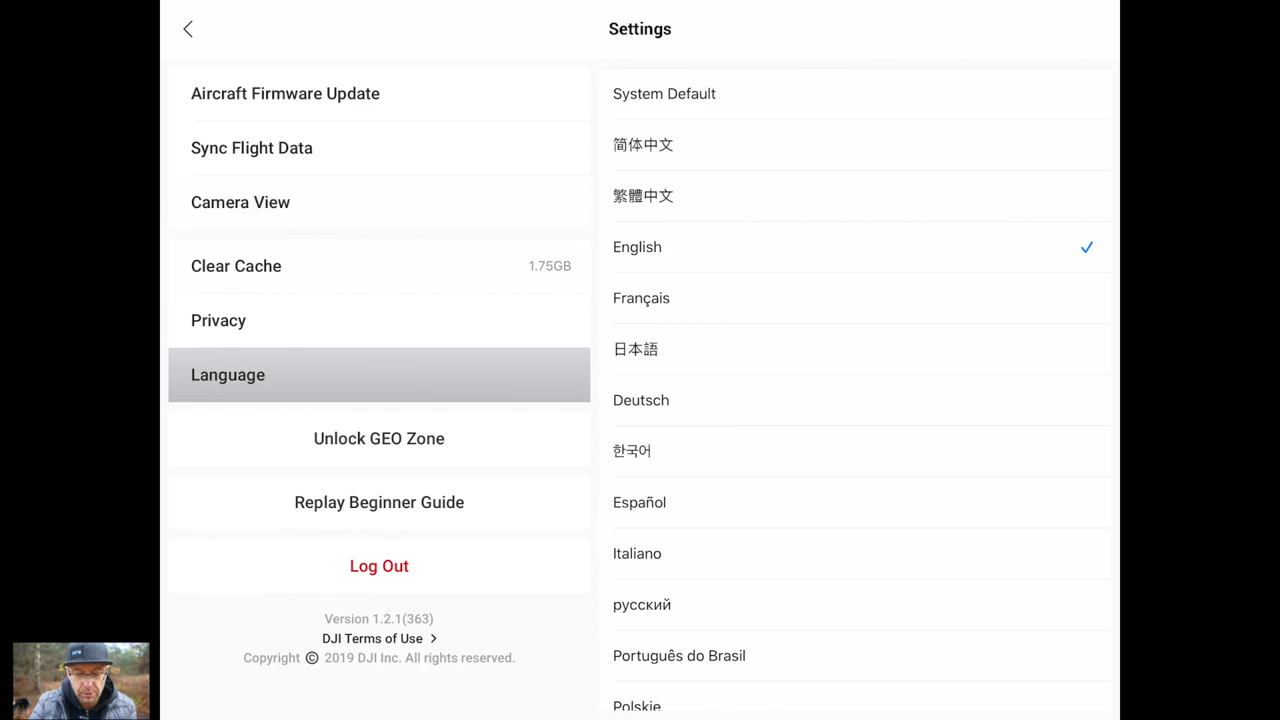 Settings
Aircraft Firmware Update
Sync Flight Data
Camera View
Clear Cache 1.75GB
Privacy
Language
Unlock GEO Zone
Replay Beginner Guide
Log Out
Version 1.2.1(363)
DJI Terms of Use >
Copyright © 2019 DJI Inc. All rights reserved.
System Default
简体中文
繁體中文
English
Français
日本語
Deutsch
한국어
Español
Italiano
русский
Português do Brasil
Polskie